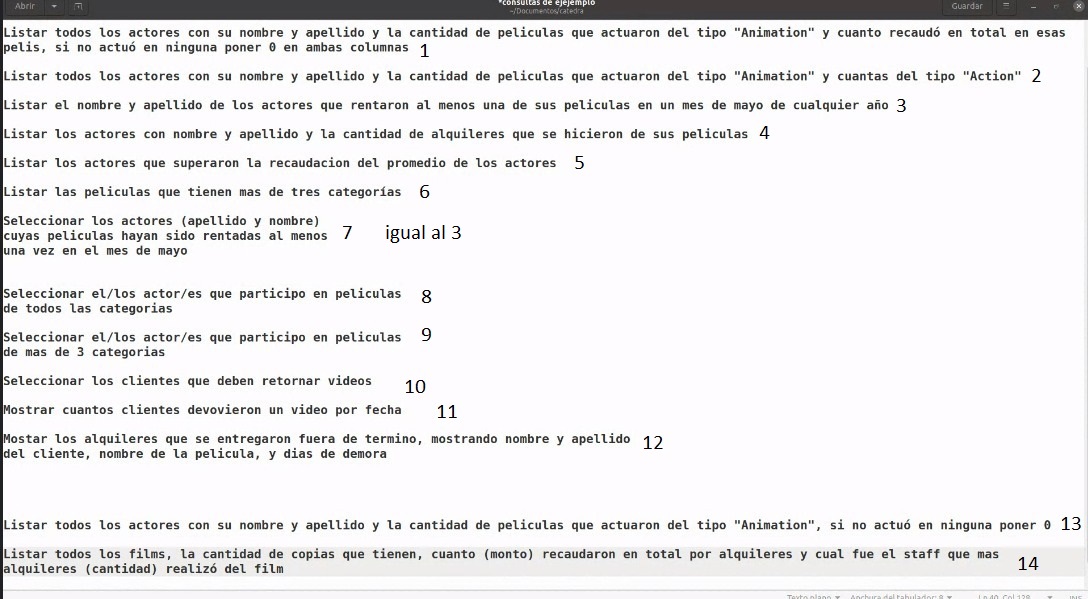 Abrir
*consultas de ejejemplo
~/Documentos/catedra
Guardar
Listar todos los actores con su nombre y apellido y la cantidad de peliculas que actuaron del tipo "Animation" y cuanto recaudó en total en esas
pelis, si no actuó en ninguna poner 0 en ambas columnas 1
Listar todos los actores con su nombre y apellido y la cantidad de peliculas que actuaron del tipo "Animation" y cuantas del tipo "Action" 2
Listar el nombre y apellido de los actores que rentaron al menos una de sus peliculas en un mes de mayo de cualquier año 3
Listar los actores con nombre y apellido y la cantidad de alquileres que se hicieron de sus peliculas 4
Listar los actores que superaron la recaudacion del promedio de los actores 5
Listar las peliculas que tienen mas de tres categorías 6
Seleccionar los actores (apellido y nombre)
cuyas peliculas hayan sido rentadas al menos 7 igual al 3
una vez en el mes de mayo
Seleccionar el/los actor/es que participo en peliculas 8
de todos las categorias
Seleccionar el/los actor/es que participo en peliculas 9
de mas de 3 categorias
Seleccionar los clientes que deben retornar videos 10
Mostrar cuantos clientes devovieron un video por fecha 11
Mostar los alquileres que se entregaron fuera de termino, mostrando nombre y apellido 12
del cliente, nombre de la pelicula, y dias de demora
Listar todos los actores con su nombre y apellido y la cantidad de peliculas que actuaron del tipo "Animation", si no actuó en ninguna poner 0 13
Listar todos los films, la cantidad de copias que tienen, cuanto (monto) recaudaron en total por alquileres y cual fue el staff que mas
alquileres (cantidad) realizó del film 14
Texto plano Anchura del tabulador: 8 Ln 40, Col 128 INS